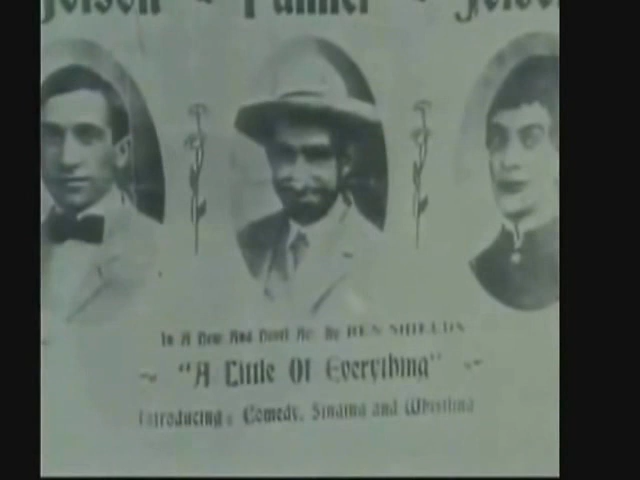 Jolson ~ Palmer ~ Jolson
In A New And Novel Act By BEN SHIELDS
~ "A Little Of Everything" ~
Introducing: Comedy, Singing and Whistling